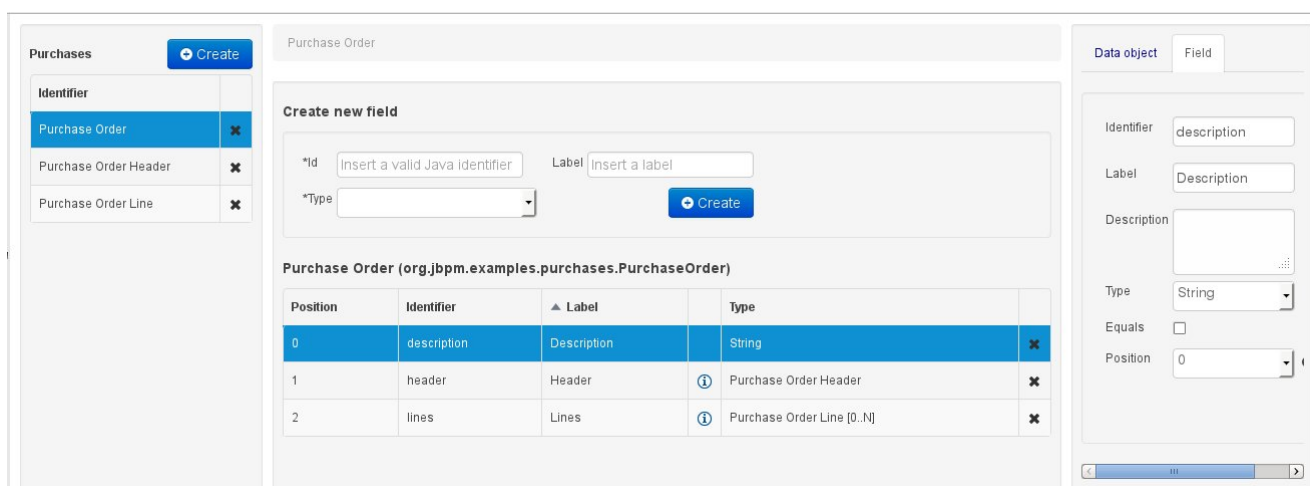 Purchases
Create
Identifier
Purchase Order
Purchase Order Header
Purchase Order Line
Purchase Order
Create new field
*Id Insert a valid Java identifier Label Insert a label
*Type
Create
Purchase Order (org.jbpm.examples.purchases.PurchaseOrder)
Position Identifier Label Type
0 description Description String
1 header Header Purchase Order Header
2 lines Lines Purchase Order Line [0..N]
Data object Field
Identifier description
Label Description
Description
Type String
Equals
Position 0